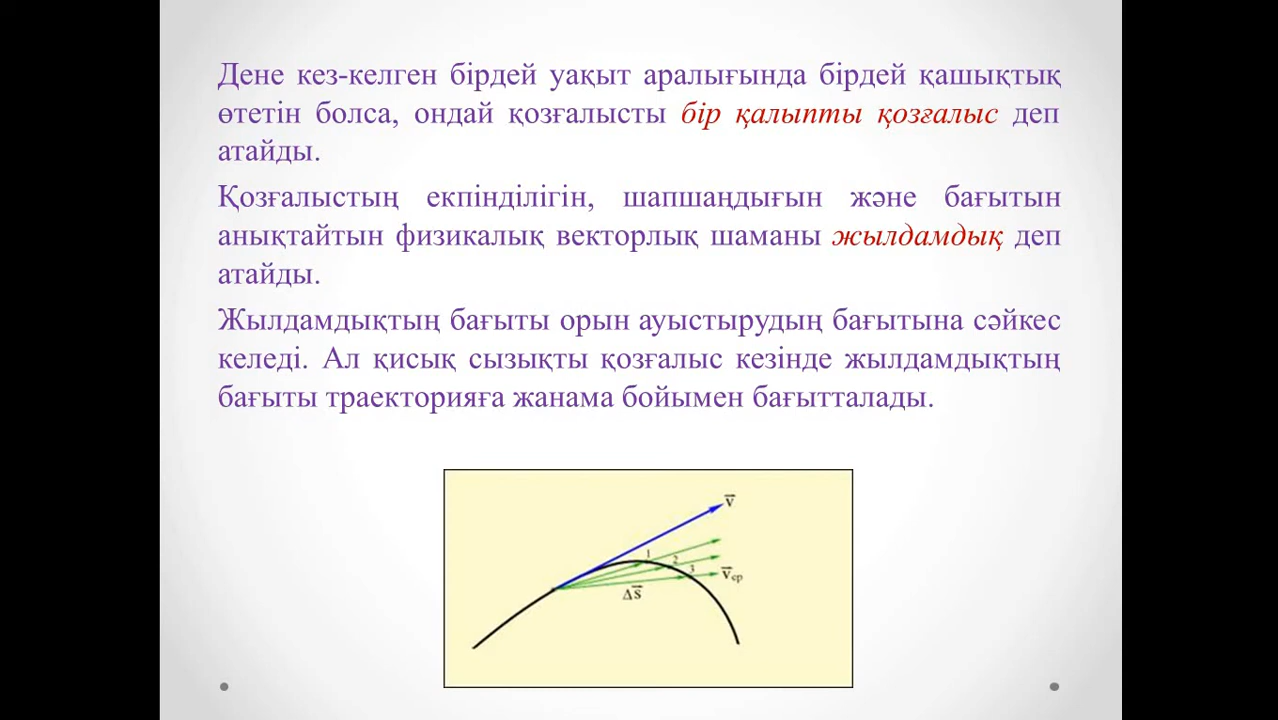 Дене кез-келген бірдей уақыт аралығында бірдей қашықтық
өтетін болса, ондай қозғалысты бір қалыпты қозғалыс деп
атайды.
Қозғалыстың екпінділігін, шапшаңдығын және бағытын
анықтайтын физикалық векторлық шаманы жылдамдық деп
атайды.
Жылдамдықтың бағыты орын ауыстырудың бағытына сәйкес
келеді. Ал қисық сызықты қозғалыс кезінде жылдамдықтың
бағыты траекторияға жанама бойымен бағытталады.
v⃗
1
2
3
v⃗ср
Δs⃗